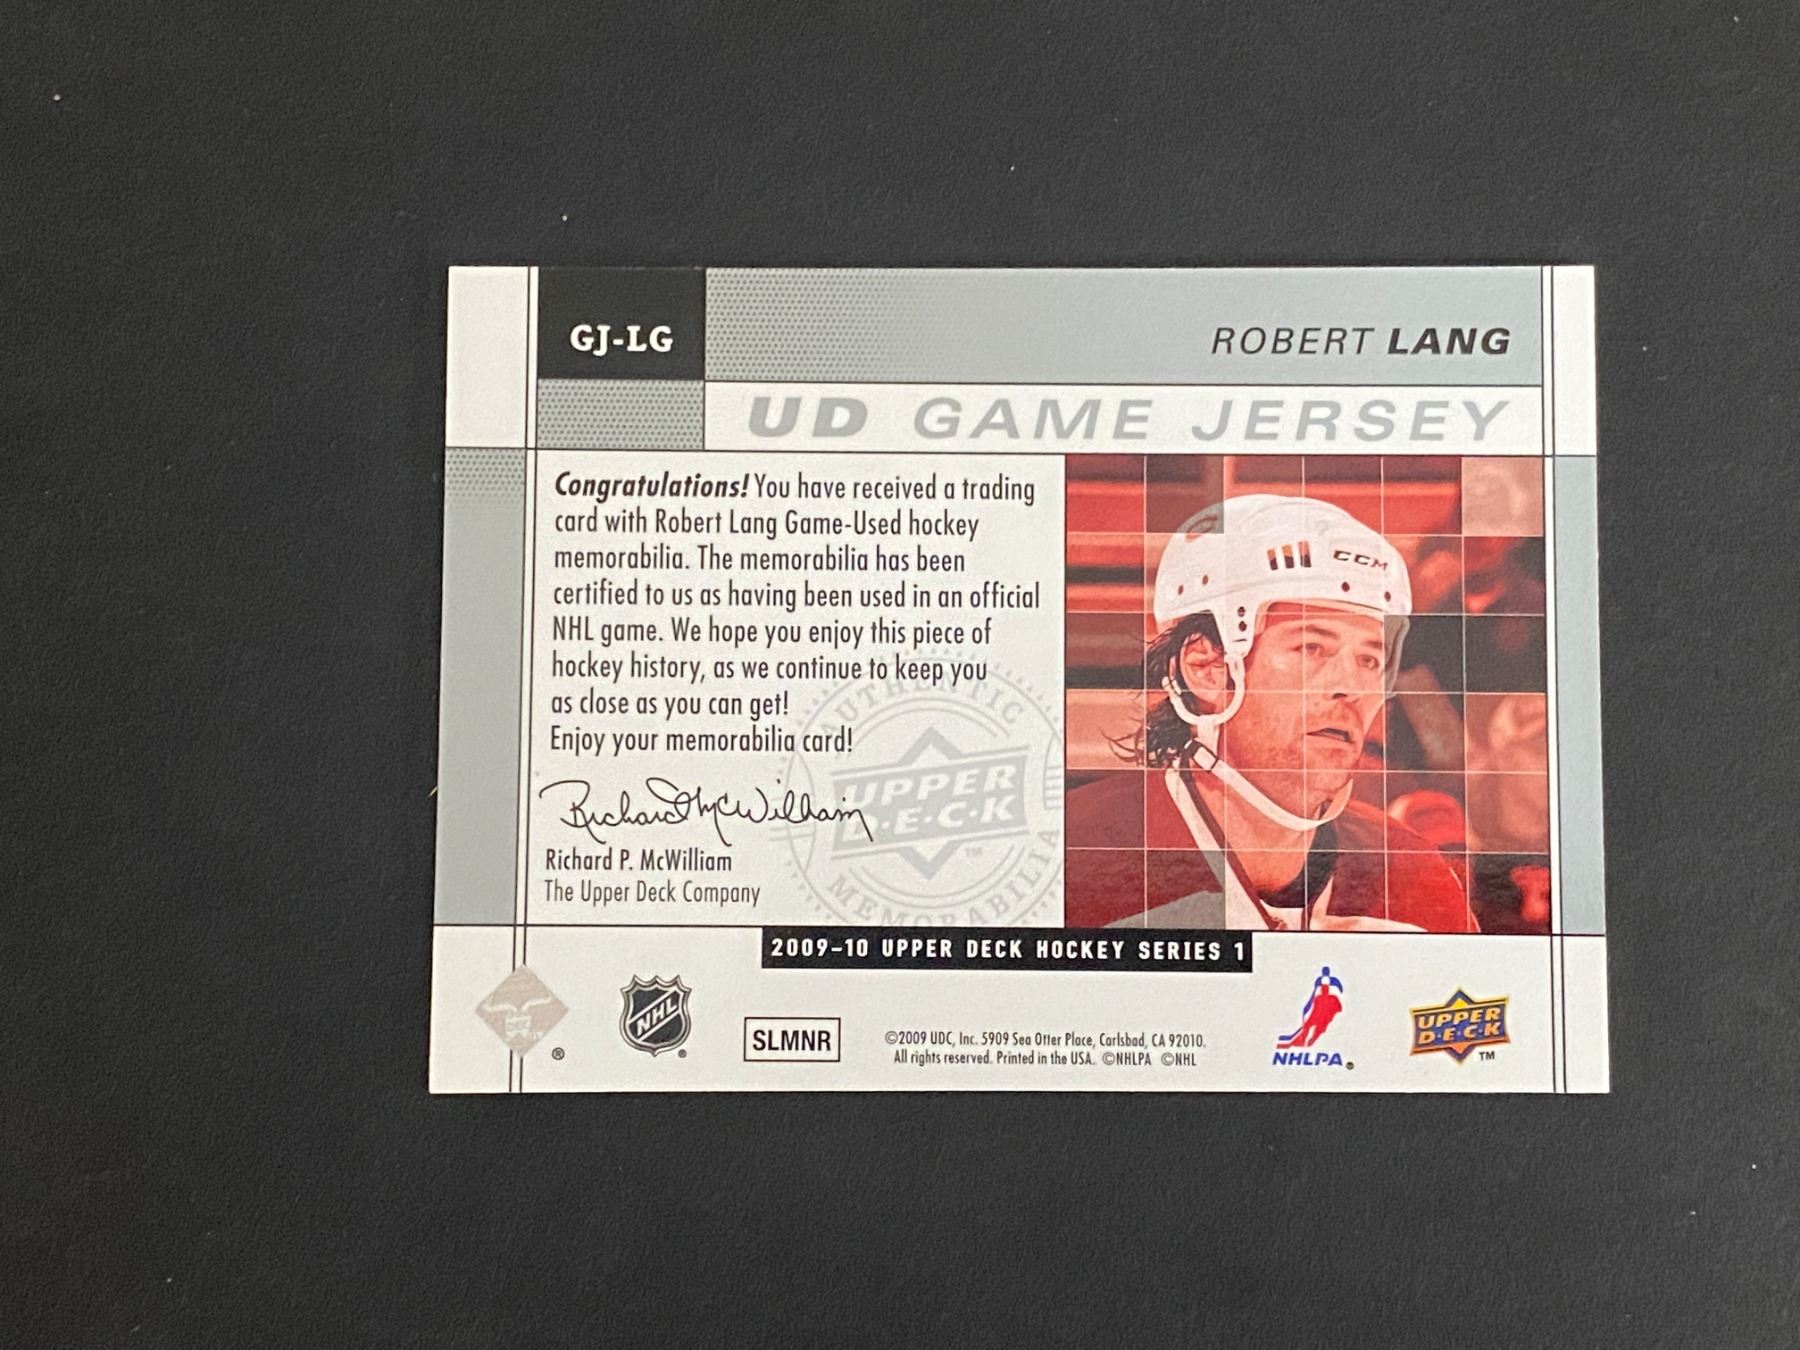 GJ-LG
ROBERT LANG
UD GAME JERSEY
Congratulations! You have received a trading
card with Robert Lang Game-Used hockey
memorabilia. The memorabilia has been
certified to us as having been used in an official
NHL game. We hope you enjoy this piece of
hockey history, as we continue to keep you
as close as you can get!
Enjoy your memorabilia card!
AUTHENTIC
UPPER
D·E·C·K
TM
MEMORABILIA
Richard McWilliam
Richard P. McWilliam
The Upper Deck Company
CCM
2009-10 UPPER DECK HOCKEY SERIES 1
®
NHL
®
SLMNR
©2009 UDC, Inc. 5909 Sea Otter Place, Carlsbad, CA 92010.
All rights reserved. Printed in the USA. ©NHLPA ©NHL
NHLPA®
UPPER
D·E·C·K
TM